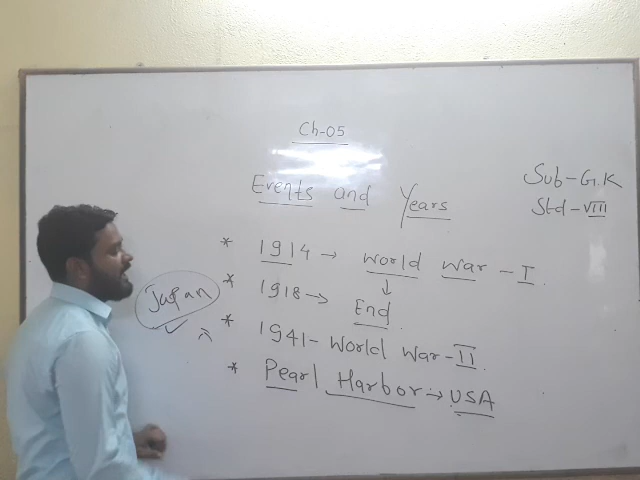 Ch-05
Events and Years
Sub-G.K
Std-VIII
* 1914 → World War-I.
* 1918 → End
* 1941- World War-II.
* Pearl Harbor → USA
Japan